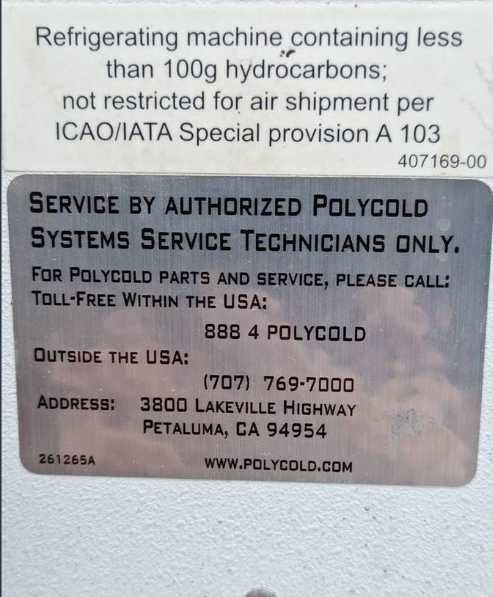 Refrigerating machine containing less
than 100g hydrocarbons;
not restricted for air shipment per
ICAO/IATA Special provision A 103
407169-00
SERVICE BY AUTHORIZED POLYCOLD
SYSTEMS SERVICE TECHNICIANS ONLY.
FOR POLYCOLD PARTS AND SERVICE, PLEASE CALL:
TOLL-FREE WITHIN THE USA:
888 4 POLYCOLD
OUTSIDE THE USA:
(707) 769-7000
ADDRESS: 3800 LAKEVILLE HIGHWAY
PETALUMA, CA 94954
261265A WWW.POLYCOLD.COM